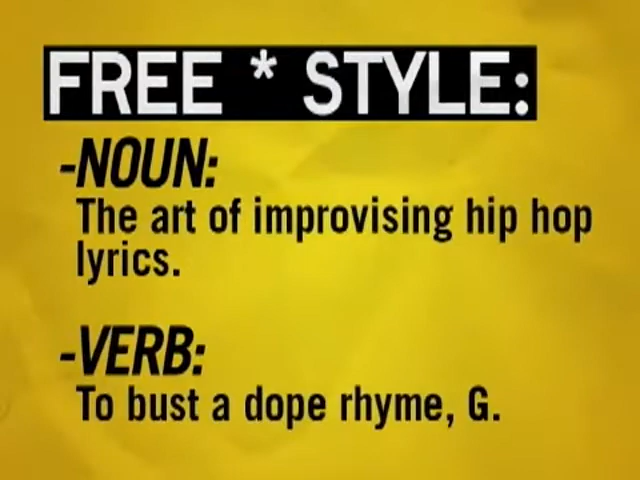 FREE * STYLE:
-NOUN:
The art of improvising hip hop
lyrics.
-VERB:
To bust a dope rhyme, G.